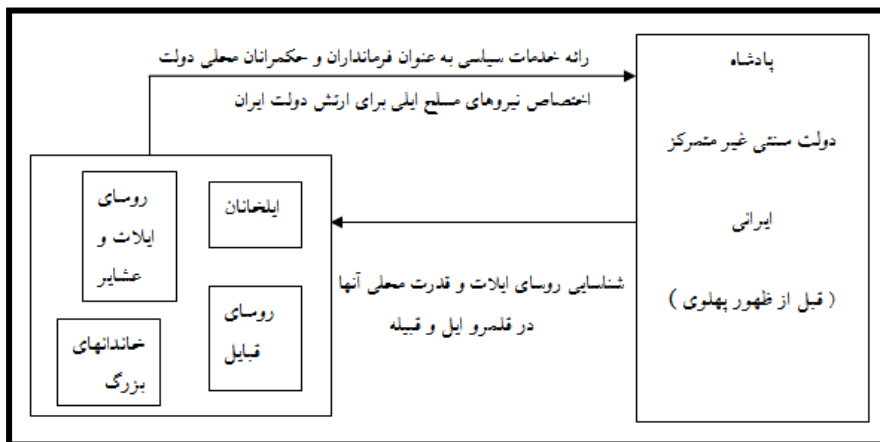 رائه خدمات سیاسی به عنوان فرمانداران و حکمرانان محلی دولت
اختصاص نیروهای مسلح ایلی برای ارتش دولت ایران
پادشاه
دولت سنتی غیر متمرکز
ایرانی
( قبل از ظهور پهلوی )
شناسایی روسای ایلات و قدرت محلی آنها
در قلمرو ایل و قبیله
ایلخانان
روسای
ایلات و
عشایر
روسای
قبایل
خاندانهای
بزرگ